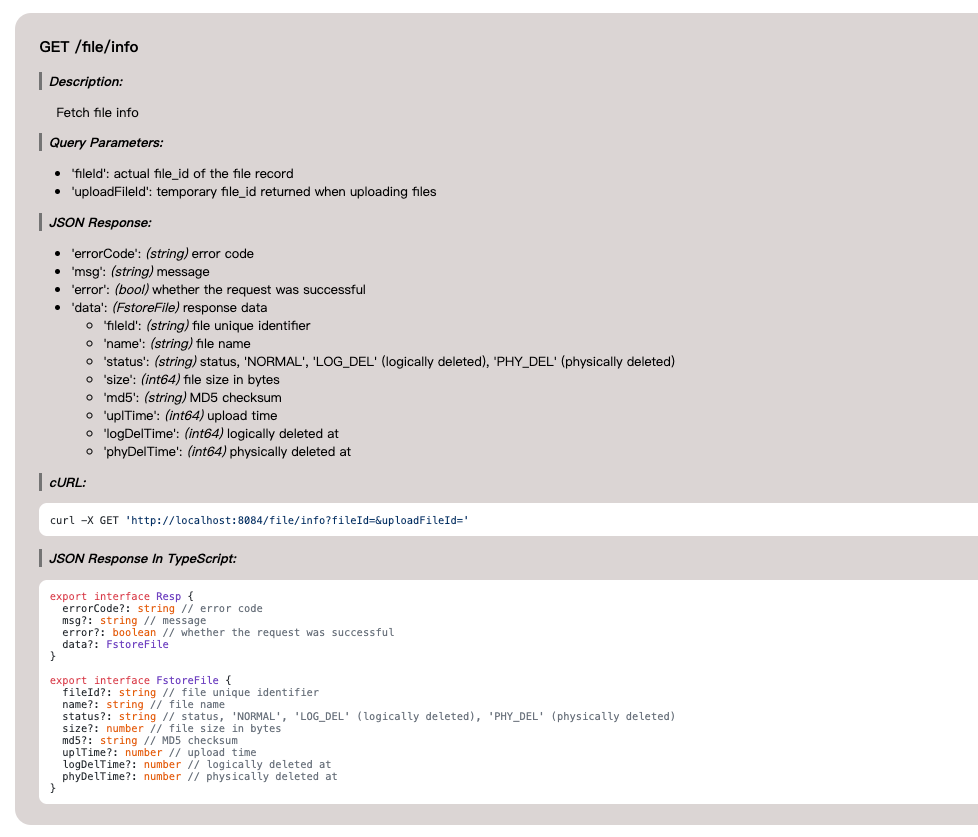 GET /file/info
Description:
Fetch file info
Query Parameters:
• 'fileId': actual file_id of the file record
• 'uploadFileId': temporary file_id returned when uploading files
JSON Response:
• 'errorCode': (string) error code
• 'msg': (string) message
• 'error': (bool) whether the request was successful
• 'data': (FstoreFile) response data
◦ 'fileId': (string) file unique identifier
◦ 'name': (string) file name
◦ 'status': (string) status, 'NORMAL', 'LOG_DEL' (logically deleted), 'PHY_DEL' (physically deleted)
◦ 'size': (int64) file size in bytes
◦ 'md5': (string) MD5 checksum
◦ 'uplTime': (int64) upload time
◦ 'logDelTime': (int64) logically deleted at
◦ 'phyDelTime': (int64) physically deleted at
cURL:
curl -X GET 'http://localhost:8084/file/info?fileId=&uploadFileId='
JSON Response In TypeScript:
export interface Resp {
  errorCode?: string // error code
  msg?: string // message
  error?: boolean // whether the request was successful
  data?: FstoreFile
}
export interface FstoreFile {
  fileId?: string // file unique identifier
  name?: string // file name
  status?: string // status, 'NORMAL', 'LOG_DEL' (logically deleted), 'PHY_DEL' (physically deleted)
  size?: number // file size in bytes
  md5?: string // MD5 checksum
  uplTime?: number // upload time
  logDelTime?: number // logically deleted at
  phyDelTime?: number // physically deleted at
}